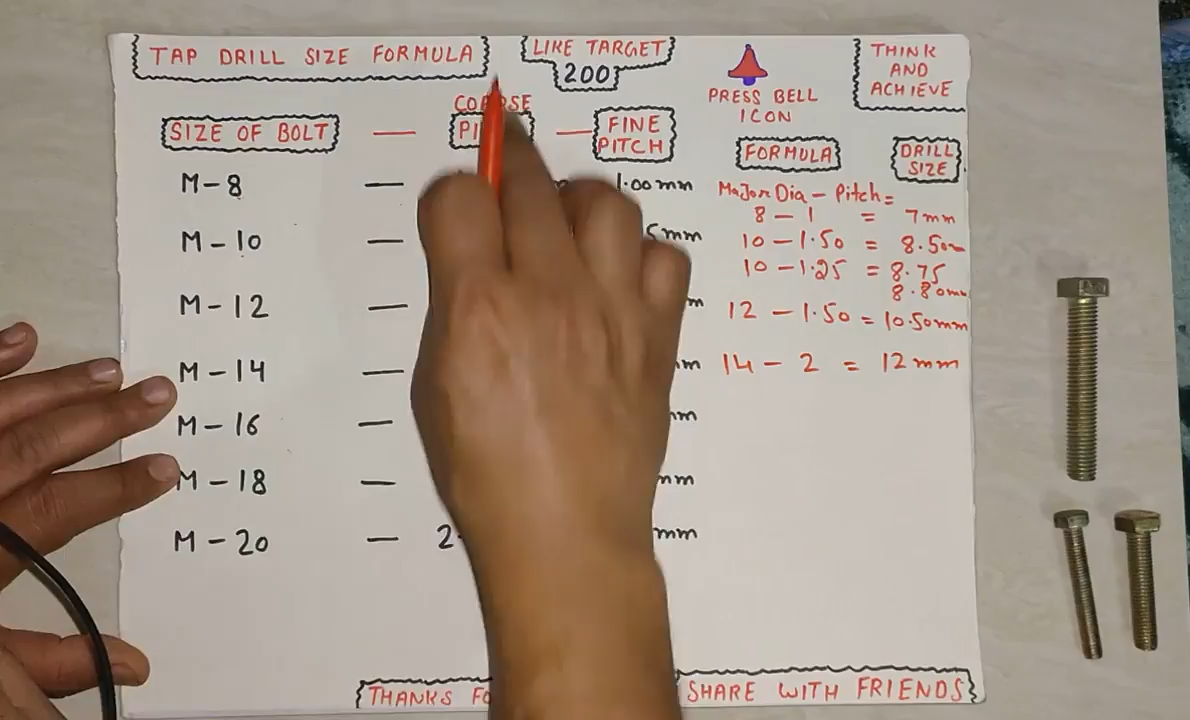 TAP DRILL SIZE FORMULA
LIKE TARGET
200
PRESS BELL
ICON
THINK
AND
ACHIEVE
SIZE OF BOLT
FINE
PITCH
FORMULA
DRILL
SIZE
M-8 — 1.00mm
M-10 —
M-12 —
M-14 —
M-16 —
M-18 —
M-20 —
Major Dia - Pitch =
8 - 1 = 7mm
10 - 1.50 = 8.50m
10 - 1.25 = 8.75
8.80mm
12 - 1.50 = 10.50mm
14 - 2 = 12mm
THANKS
SHARE WITH FRIENDS